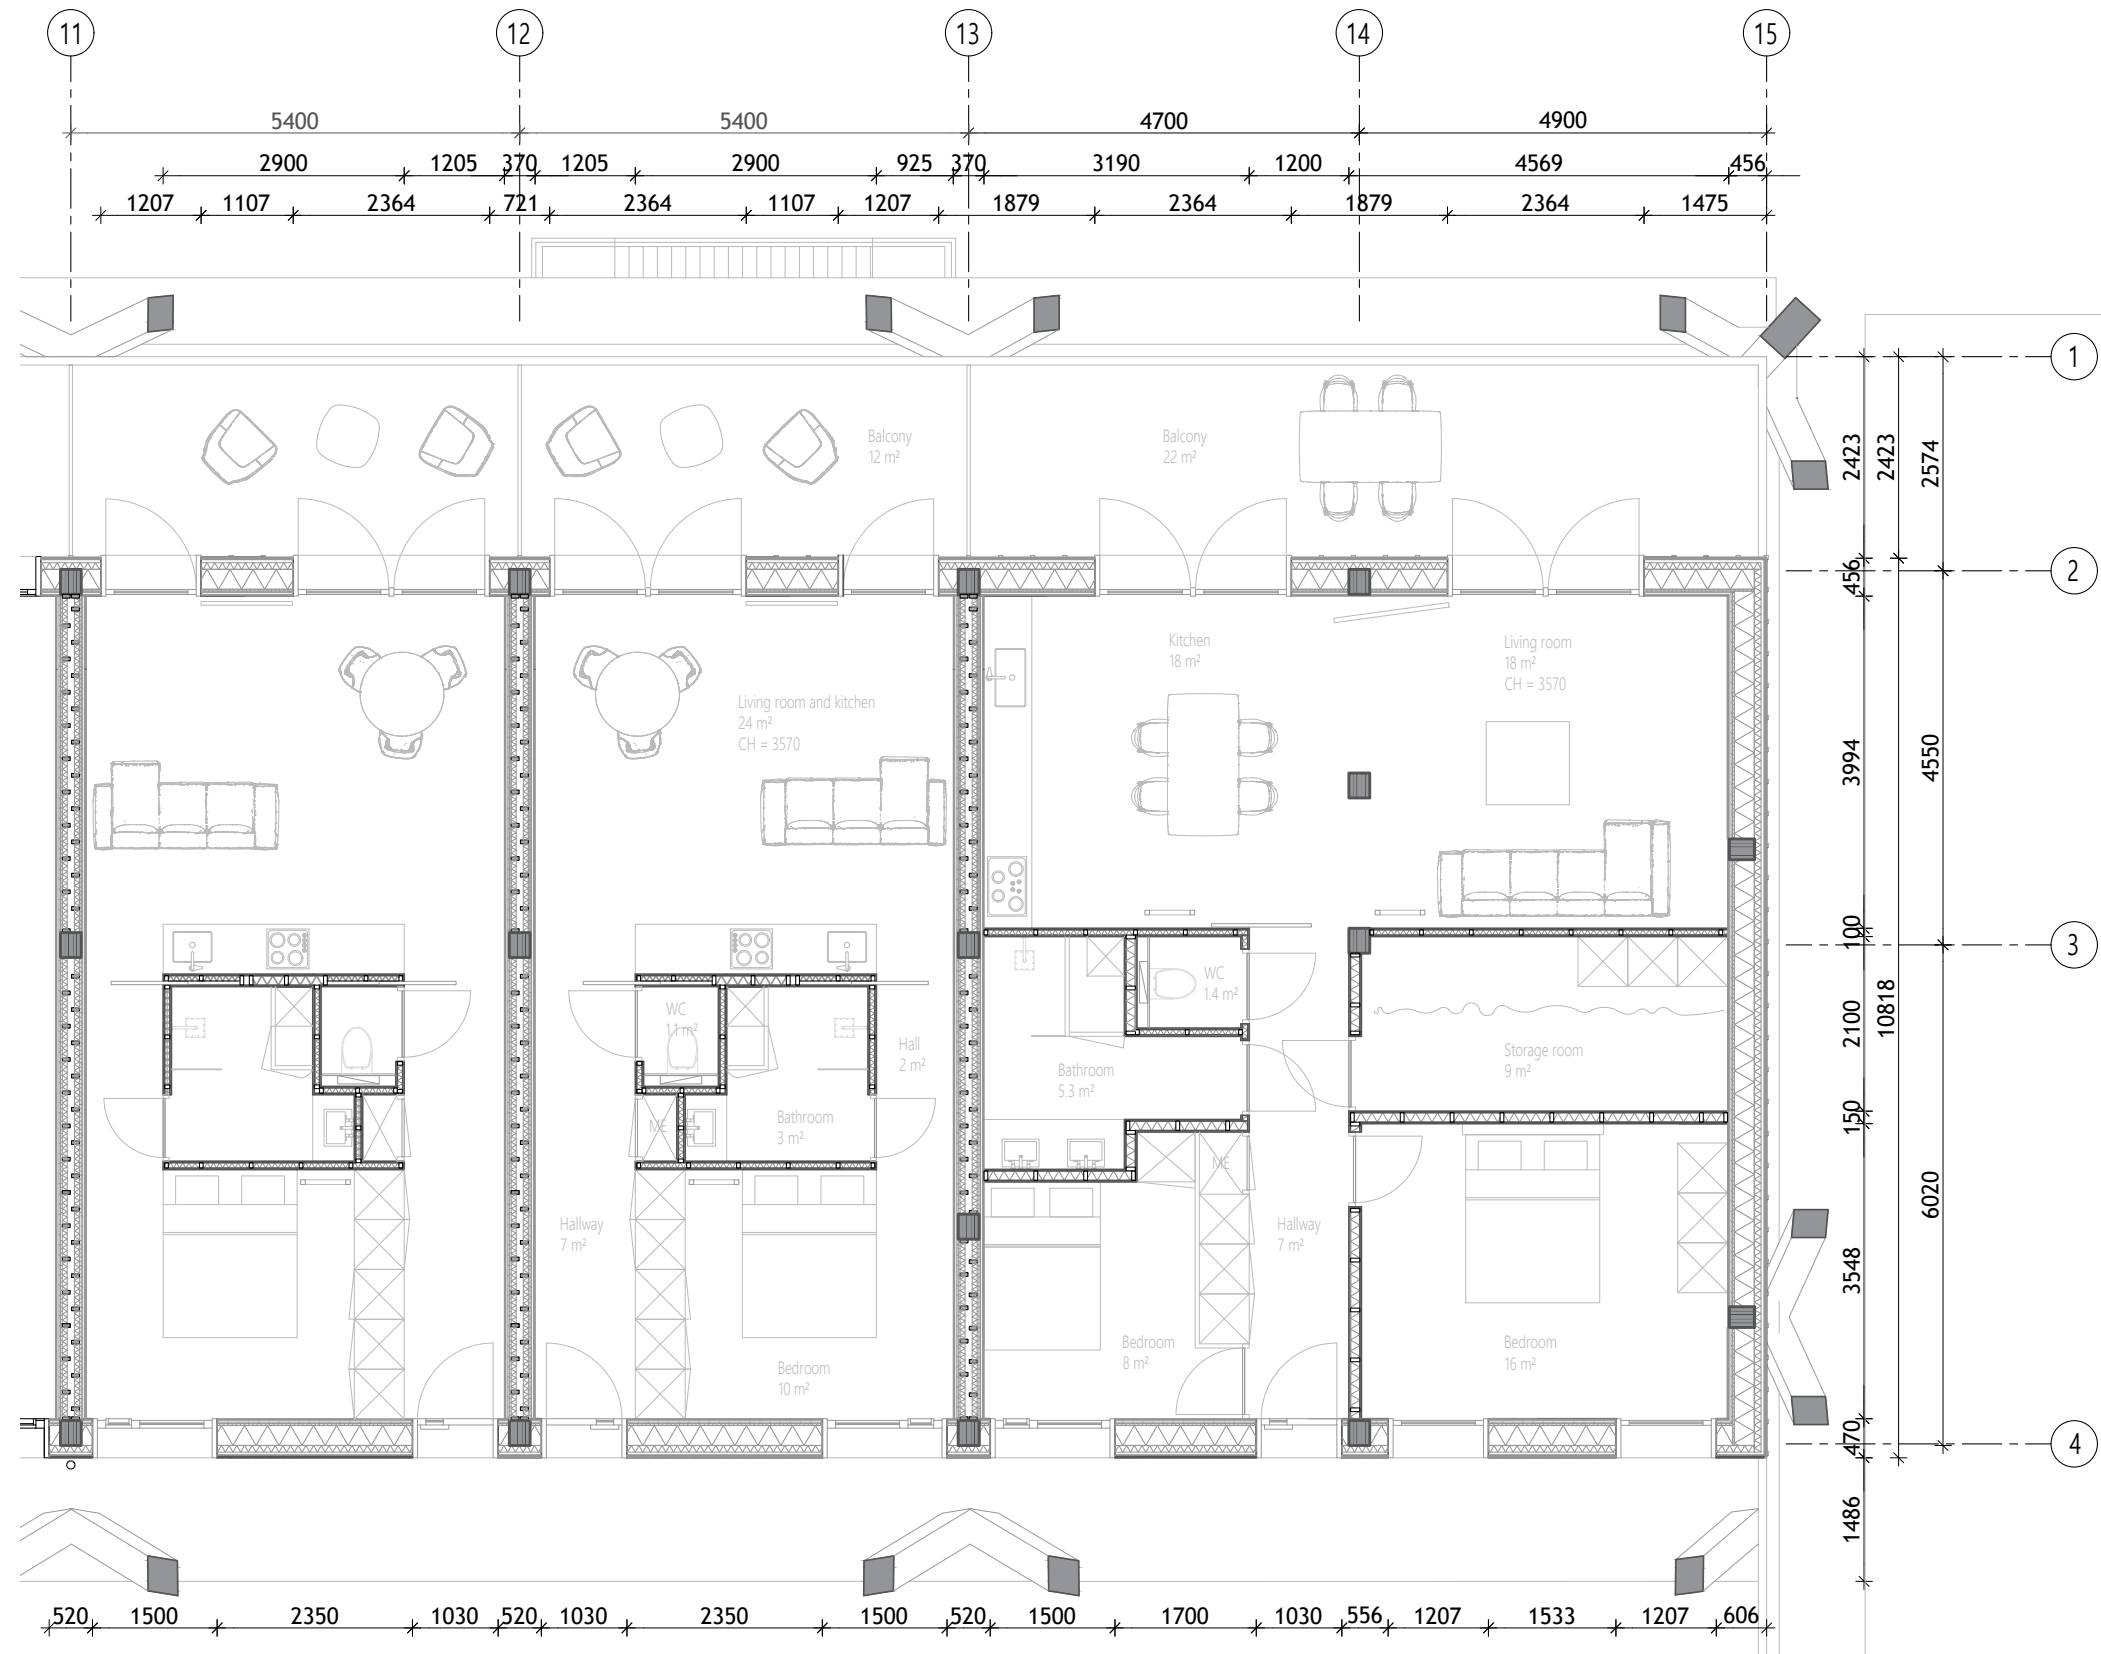 11 12 13 14 15
5400 5400 4700 4900
2900 1205 370 1205 2900 925 370 3190 1200 4569 456
1207 1107 2364 721 2364 1107 1207 1879 2364 1879 2364 1475
1
Balcony
12 m²
Balcony
22 m²
2423
2423
2574
2
456
Kitchen
18 m²
Living room
18 m²
CH = 3570
Living room and kitchen
24 m²
CH = 3570
3994
4550
100
3
WC
1.4 m²
WC
1.1 m²
Hall
2 m²
Bathroom
5.3 m²
Storage room
9 m²
2100
10818
Bathroom
3 m²
ME
150
ME
Hallway
7 m²
Hallway
7 m²
6020
3548
Bedroom
10 m²
Bedroom
8 m²
Bedroom
16 m²
470
4
1486
520 1500 2350 1030 520 1030 2350 1500 520 1500 1700 1030 556 1207 1533 1207 606